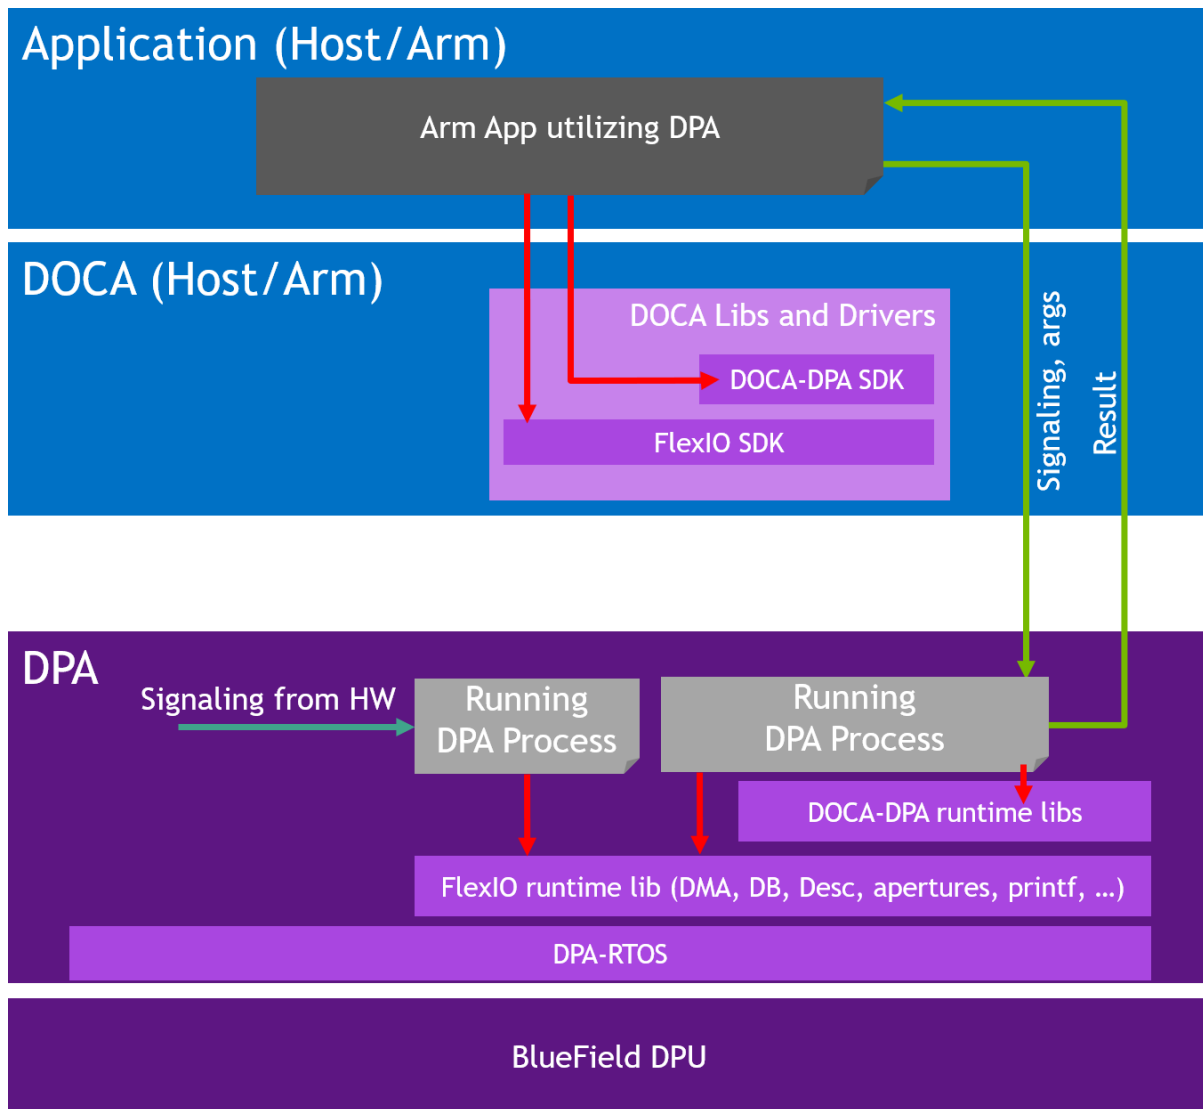 Application (Host/Arm)
Arm App utilizing DPA
DOCA (Host/Arm)
DOCA Libs and Drivers
DOCA-DPA SDK
FlexIO SDK
Signaling, args
Result
DPA
Signaling from HW
Running
DPA Process
Running
DPA Process
DOCA-DPA runtime libs
FlexIO runtime lib (DMA, DB, Desc, apertures, printf, …)
DPA-RTOS
BlueField DPU